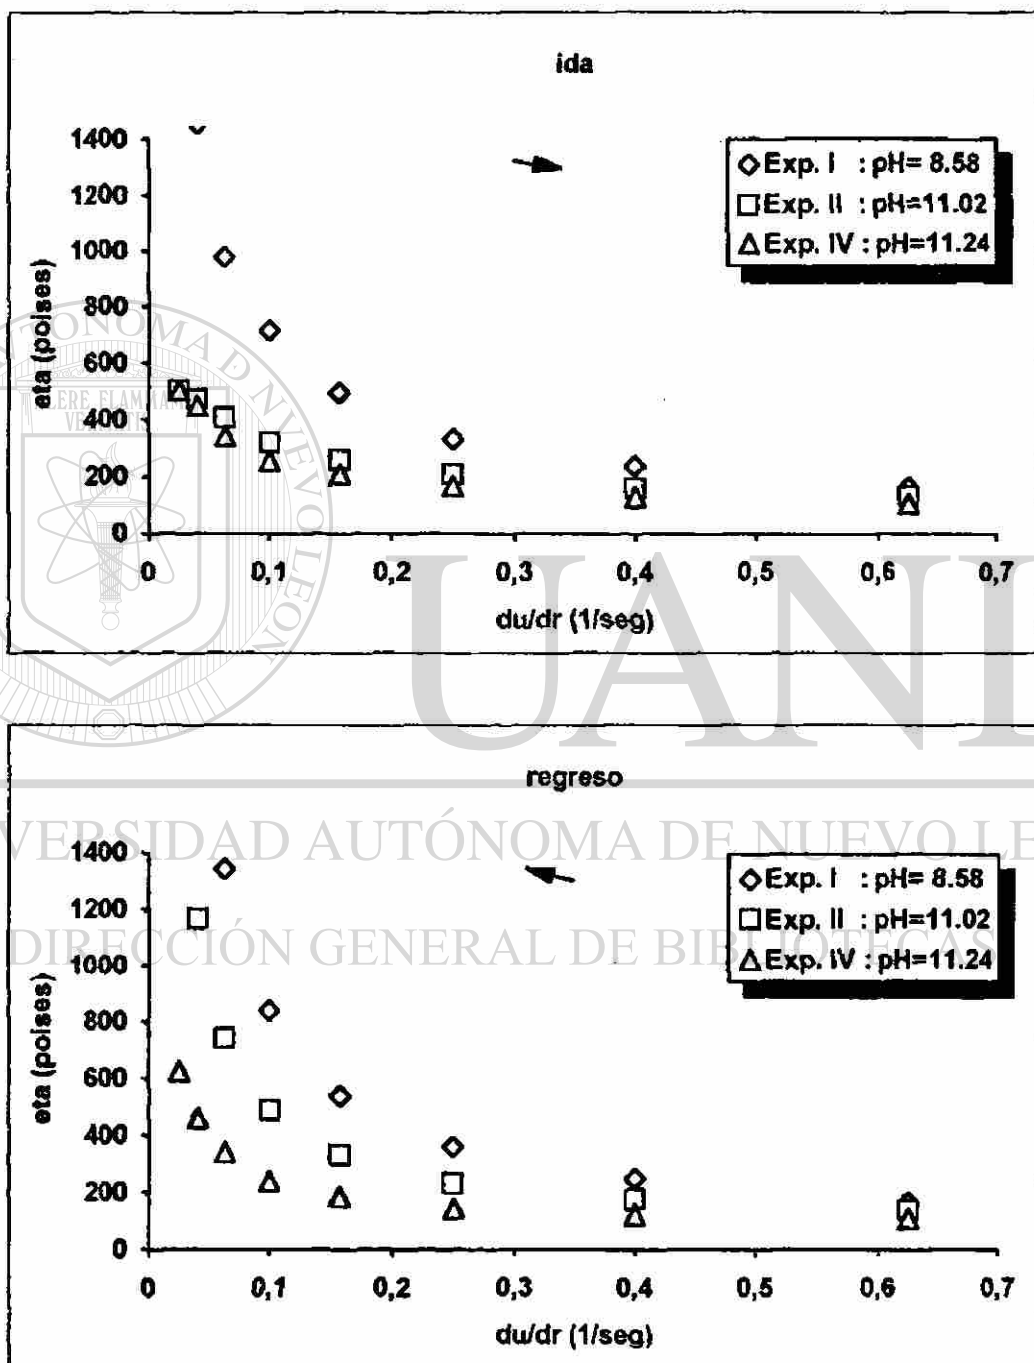 ida
1400
1200
1000
800
600
400
200
0
eta (poises)
0 0,1 0,2 0,3 0,4 0,5 0,6 0,7
du/dr (1/seg)
Exp. I : pH= 8.58
Exp. II : pH=11.02
Exp. IV : pH=11.24
UANL
regreso
UNIVERSIDAD AUTÓNOMA DE NUEVO LE
DIRECCIÓN GENERAL DE BIBLIOTECAS
1400
1200
1000
800
600
400
200
0
eta (poises)
0 0,1 0,2 0,3 0,4 0,5 0,6 0,7
du/dr (1/seg)
Exp. I : pH= 8.58
Exp. II : pH=11.02
Exp. IV : pH=11.24